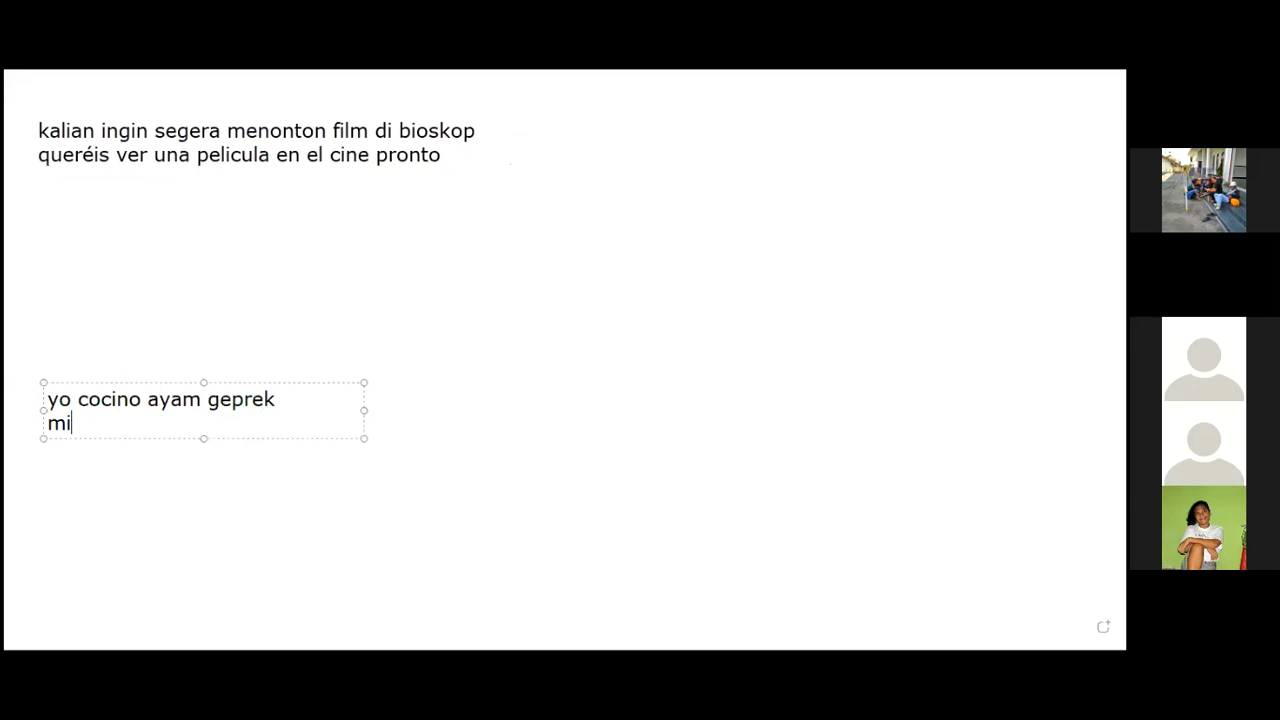 kalian ingin segera menonton film di bioskop
queréis ver una pelicula en el cine pronto
yo cocino ayam geprek
mi